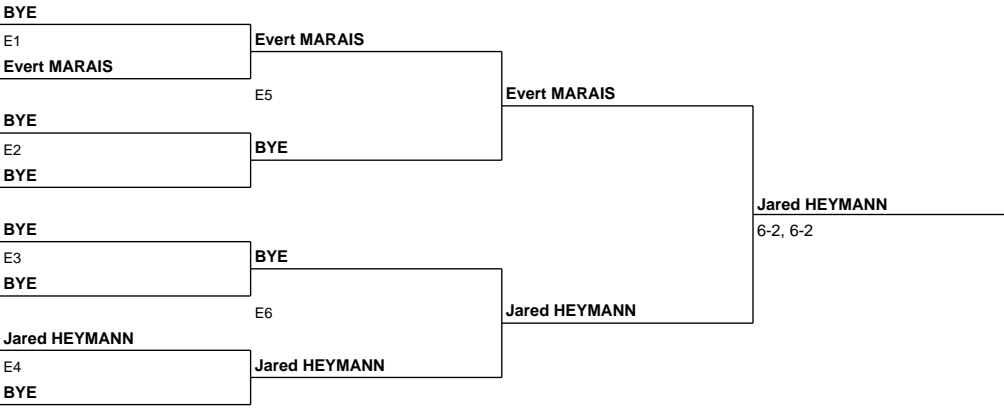 BYE
E1
Evert MARAIS
Evert MARAIS
E5
Evert MARAIS
BYE
E2
BYE
BYE
Jared HEYMANN
6-2, 6-2
BYE
E3
BYE
BYE
E6
Jared HEYMANN
Jared HEYMANN
E4
BYE
Jared HEYMANN